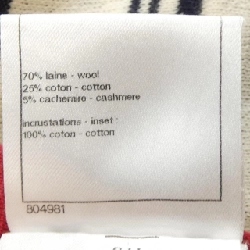 70% laine - wool
25% coton - cotton
5% cachemire - cashmere
incrustations - inset :
100% coton - cotton
B04981